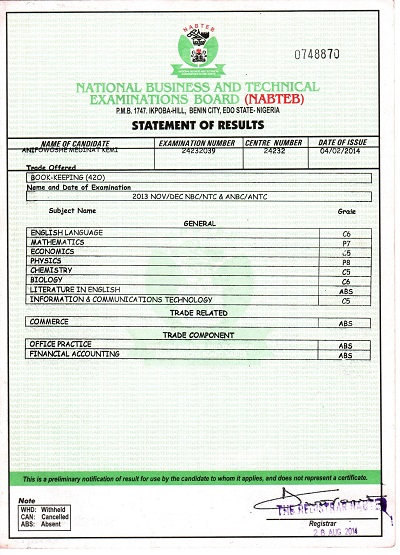 NABTEB
0748870
NATIONAL BUSINESS AND TECHNICAL
EXAMINATIONS BOARD (NABTEB)
P.M.B. 1747. IKPOBA-HILL, BENIN CITY, EDO STATE- NIGERIA
STATEMENT OF RESULTS
NAME OF CANDIDATE EXAMINATION NUMBER CENTRE NUMBER DATE OF ISSUE
ANIFOWOSHE MEDINAT KEMI 24232039 24232 04/02/2014
Trade Offered
BOOK-KEEPING (420)
Name and Date of Examination
2013 NOV/DEC NBC/NTC & ANBC/ANTC
Subject Name Grade
GENERAL
ENGLISH LANGUAGE C6
MATHEMATICS P7
ECONOMICS C5
PHYSICS P8
CHEMISTRY C5
BIOLOGY C6
LITERATURE IN ENGLISH ABS
INFORMATION & COMMUNICATIONS TECHNOLOGY C5
TRADE RELATED
COMMERCE ABS
TRADE COMPONENT
OFFICE PRACTICE ABS
FINANCIAL ACCOUNTING ABS
This is a preliminary notification of result for use by the candidate to whom it applies, and does not represent a certificate.
Note
WHD: Withheld
CAN: Cancelled
ABS: Absent
THE REGISTRAR
Registrar
28 AUG 2014